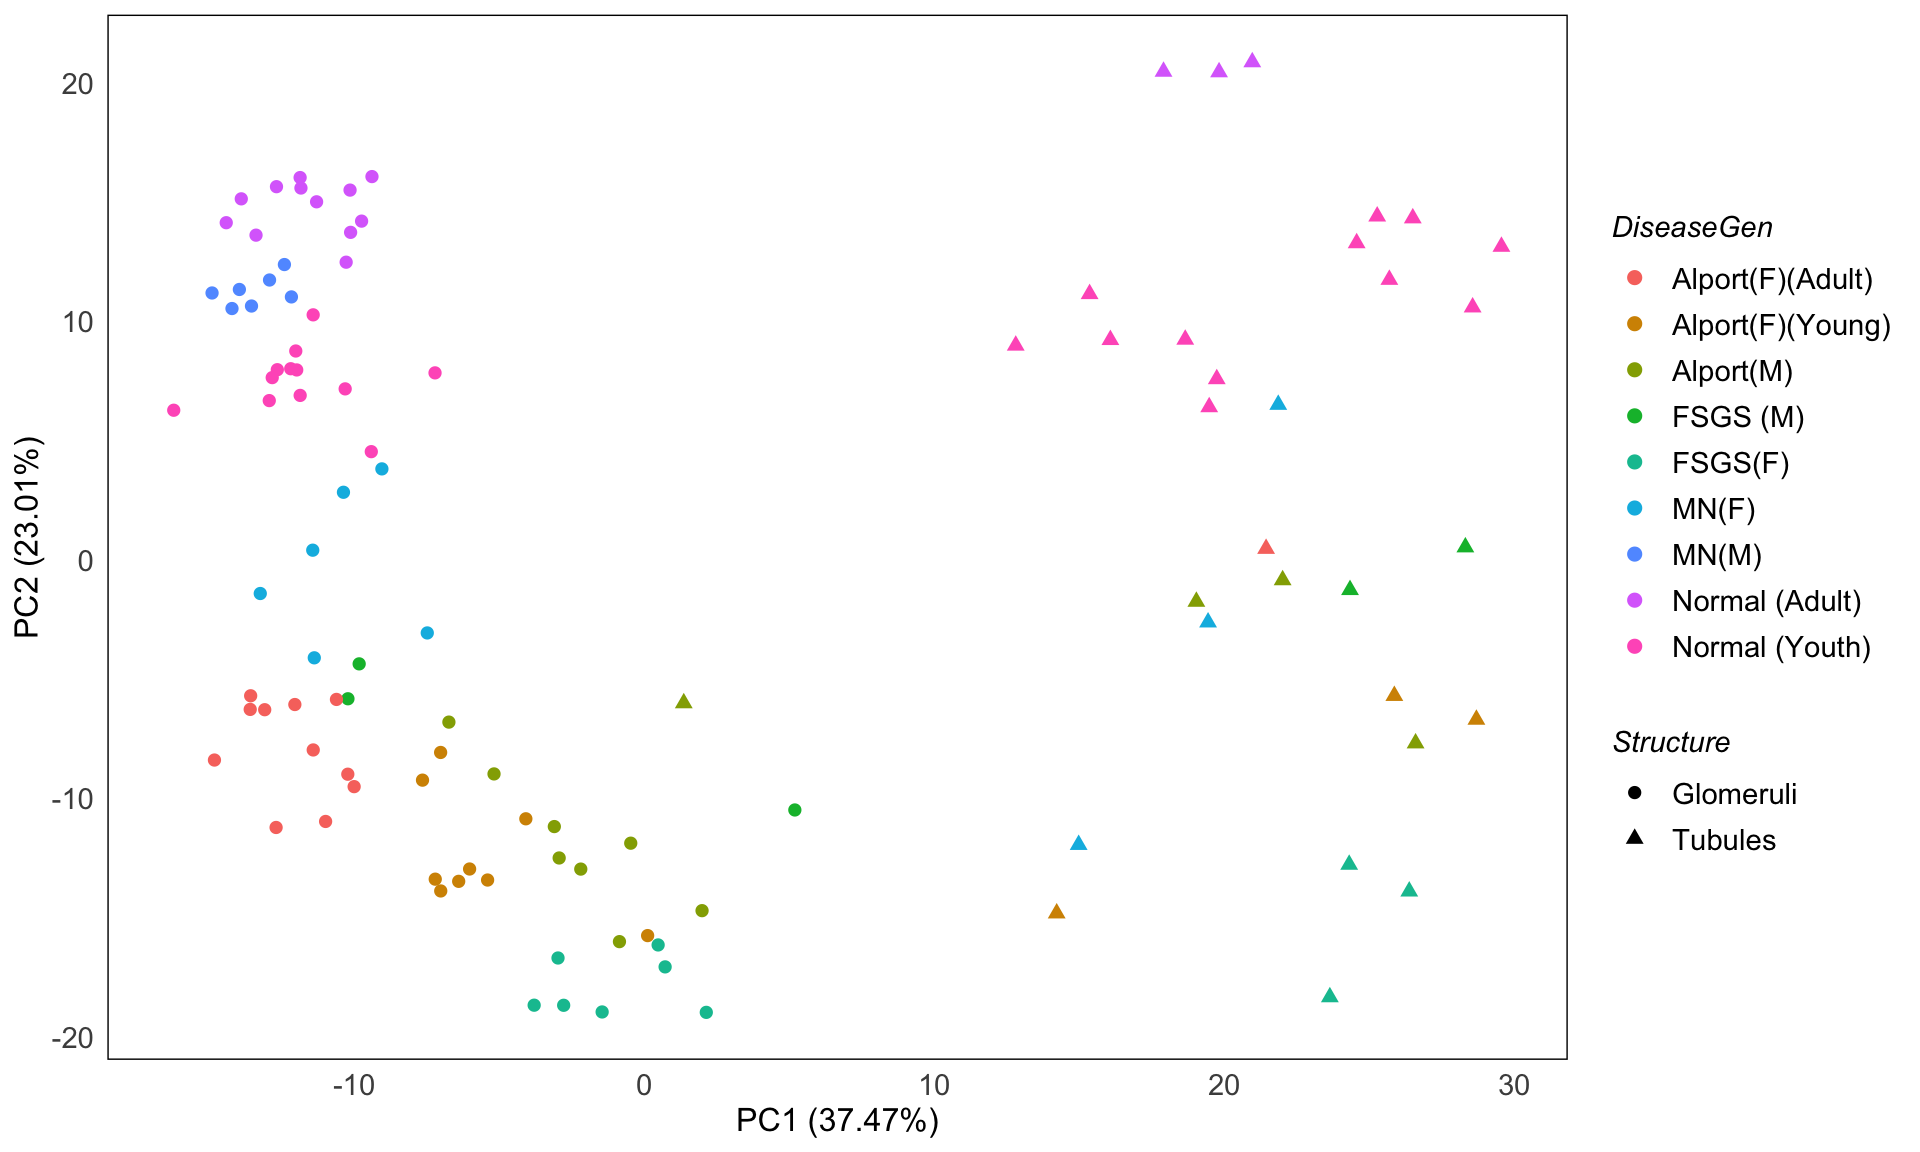 20
10
0
-10
-20
PC2 (23.01%)
-10
0
10
20
30
PC1 (37.47%)
DiseaseGen
Alport(F)(Adult)
Alport(F)(Young)
Alport(M)
FSGS (M)
FSGS(F)
MN(F)
MN(M)
Normal (Adult)
Normal (Youth)
Structure
Glomeruli
Tubules